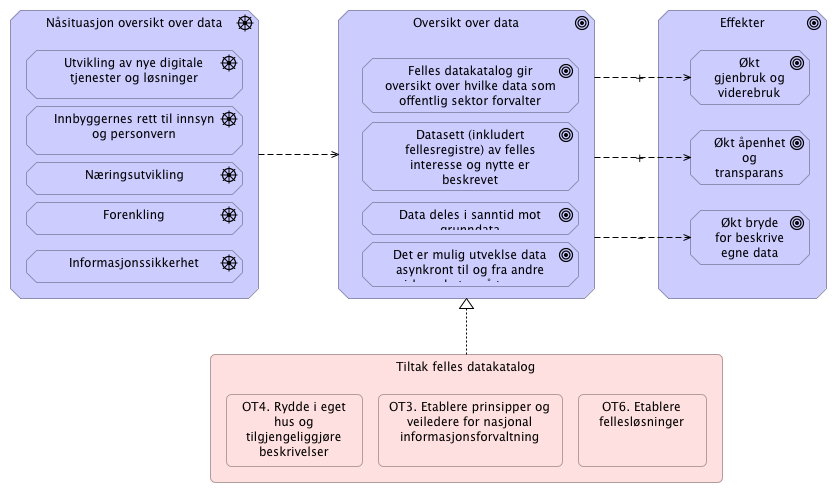 Nåsituasjon oversikt over data
Utvikling av nye digitale
tjenester og løsninger
Innbyggernes rett til innsyn
og personvern
Næringsutvikling
Forenkling
Informasjonssikkerhet
Oversikt over data
Felles datakatalog gir
oversikt over hvilke data som
offentlig sektor forvalter
Datasett (inkludert
fellesregistre) av felles
interesse og nytte er
beskrevet
Data deles i sanntid mot
grunndata
Det er mulig utveklse data
asynkront til og fra andre
Effekter
Økt
gjenbruk og
viderebruk
Økt åpenhet
og
transparans
Økt bryde
for beskrive
egne data
+
+
-
Tiltak felles datakatalog
OT4. Rydde i eget
hus og
tilgjengeliggjøre
beskrivelser
OT3. Etablere prinsipper og
veiledere for nasjonal
informasjonsforvaltning
OT6. Etablere
fellesløsninger